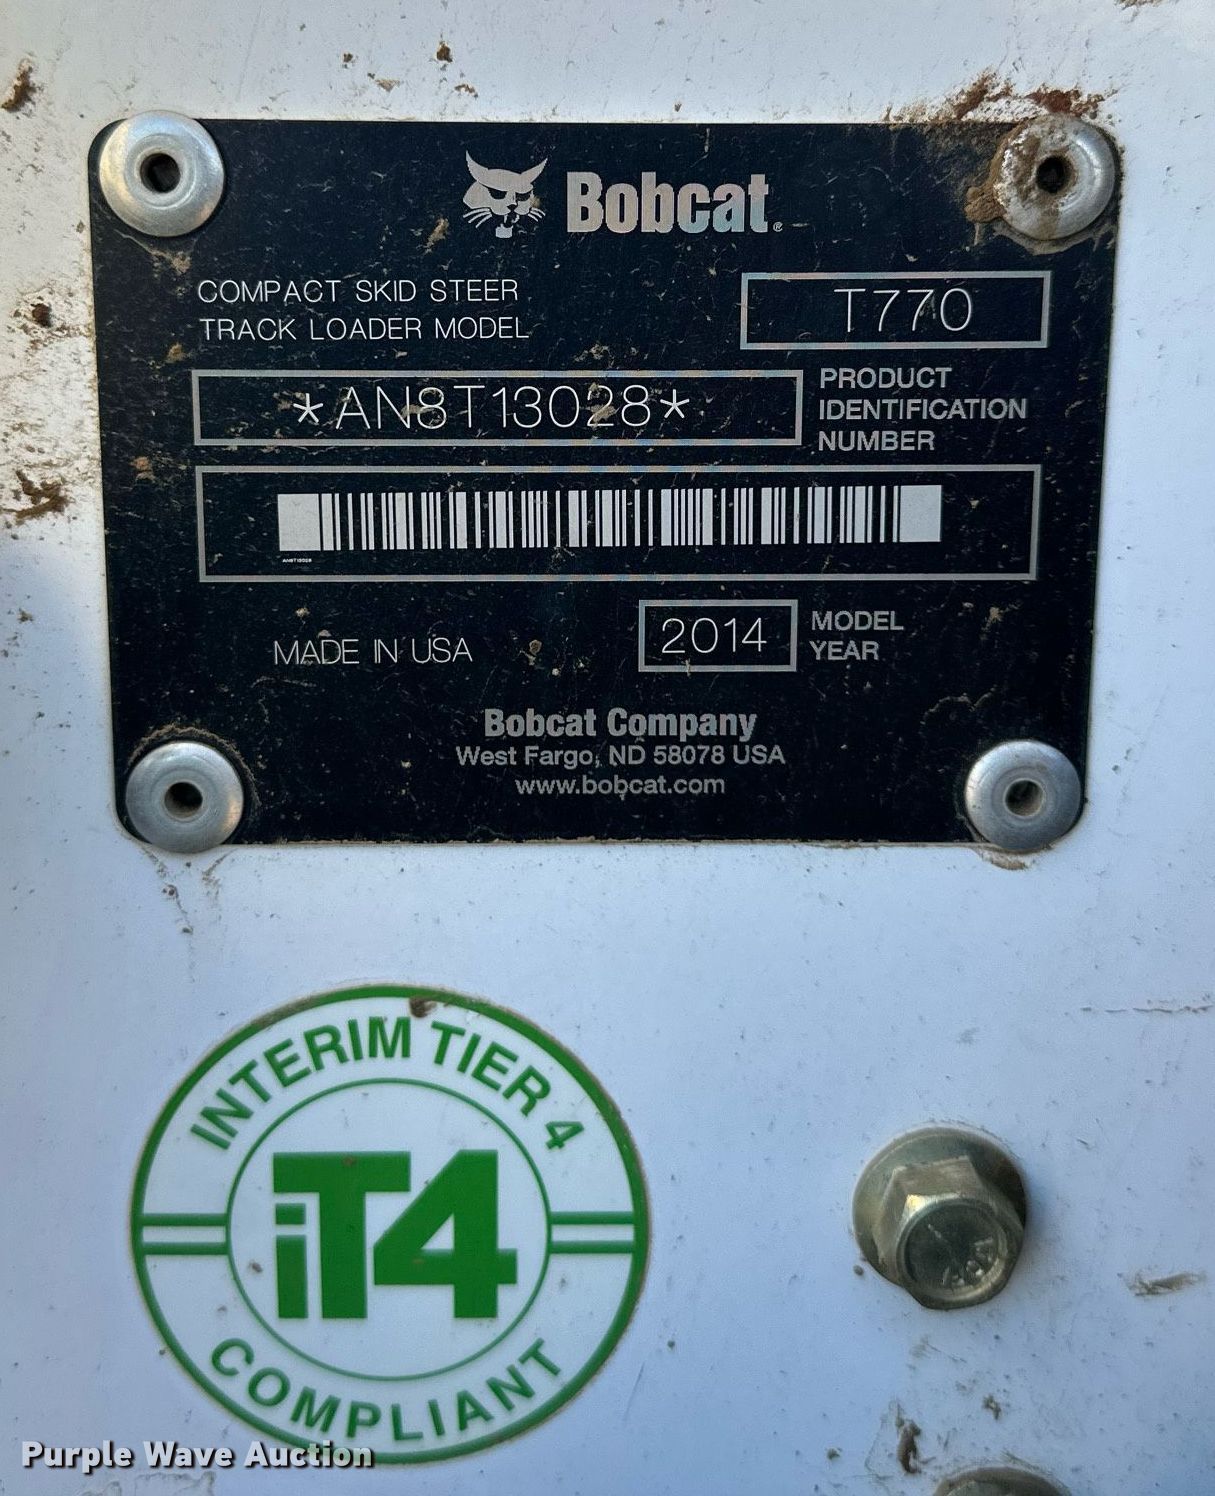 Bobcat®
COMPACT SKID STEER
TRACK LOADER MODEL
T770
*AN8T13028*
PRODUCT
IDENTIFICATION
NUMBER
AN8T13028
MADE IN USA
2014
MODEL
YEAR
Bobcat Company
West Fargo, ND 58078 USA
www.bobcat.com
INTERIM TIER 4
iT4
COMPLIANT
Purple Wave Auction